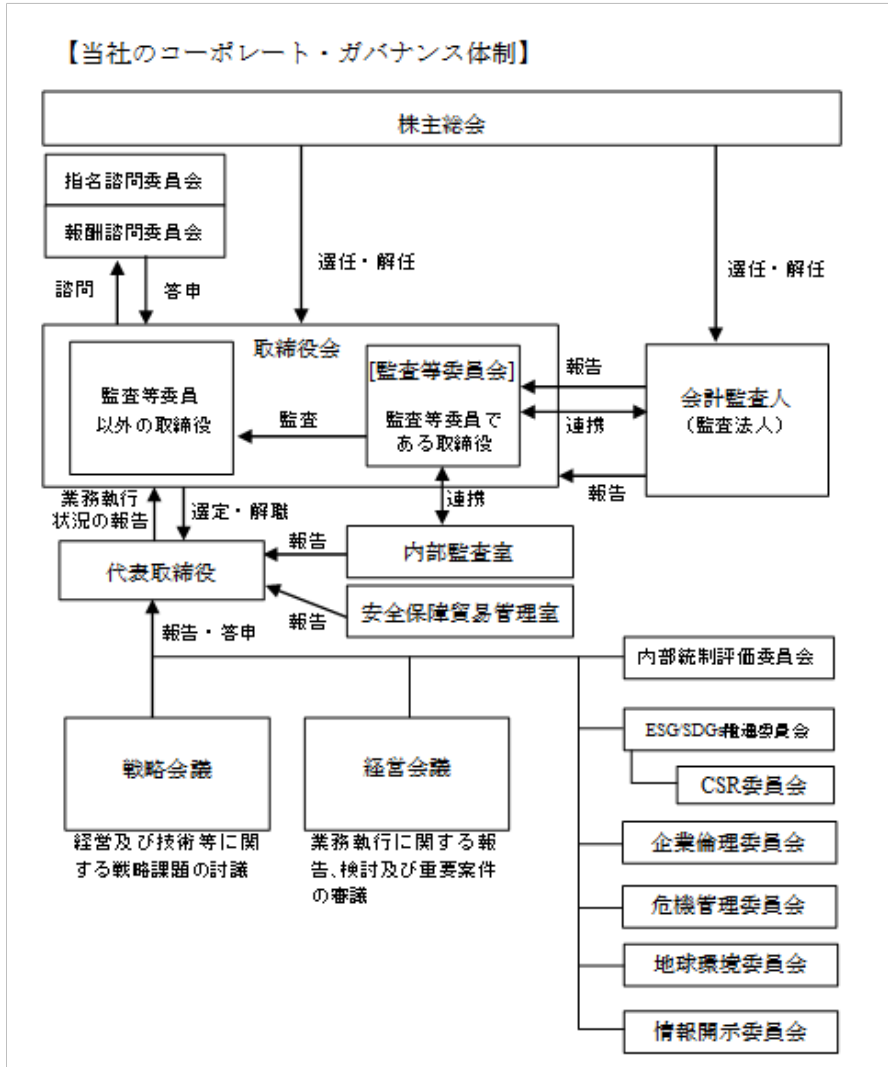 【当社のコーポレート・ガバナンス体制】
株主総会
指名諮問委員会
報酬諮問委員会
選任・解任
選任・解任
諮問
答申
取締役会
監査等委員
以外の取締役
監査
[監査等委員会]
監査等委員で
ある取締役
報告
連携
報告
会計監査人
（監査法人）
業務執行
状況の報告
選定・解職
連携
代表取締役
報告
内部監査室
報告
安全保障貿易管理室
報告・答申
内部統制評価委員会
ESG/SDGs推進委員会
CSR委員会
戦略会議
経営会議
経営及び技術等に関
する戦略課題の討議
業務執行に関する報
告、検討及び重要案件
の審議
企業倫理委員会
危機管理委員会
地球環境委員会
情報開示委員会